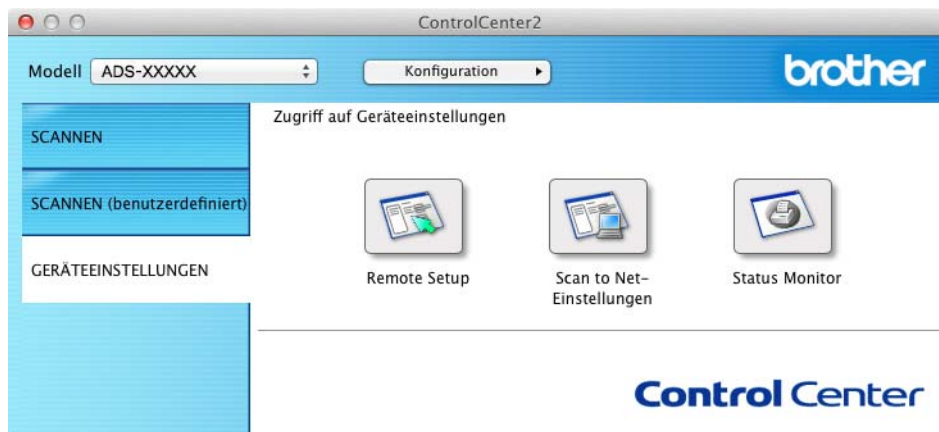 ControlCenter2
Modell ADS-XXXXX Konfiguration brother
Zugriff auf Geräteeinstellungen
SCANNEN
SCANNEN (benutzerdefiniert)
GERÄTEEINSTELLUNGEN
Remote Setup
Scan to Net-
Einstellungen
Status Monitor
Control Center